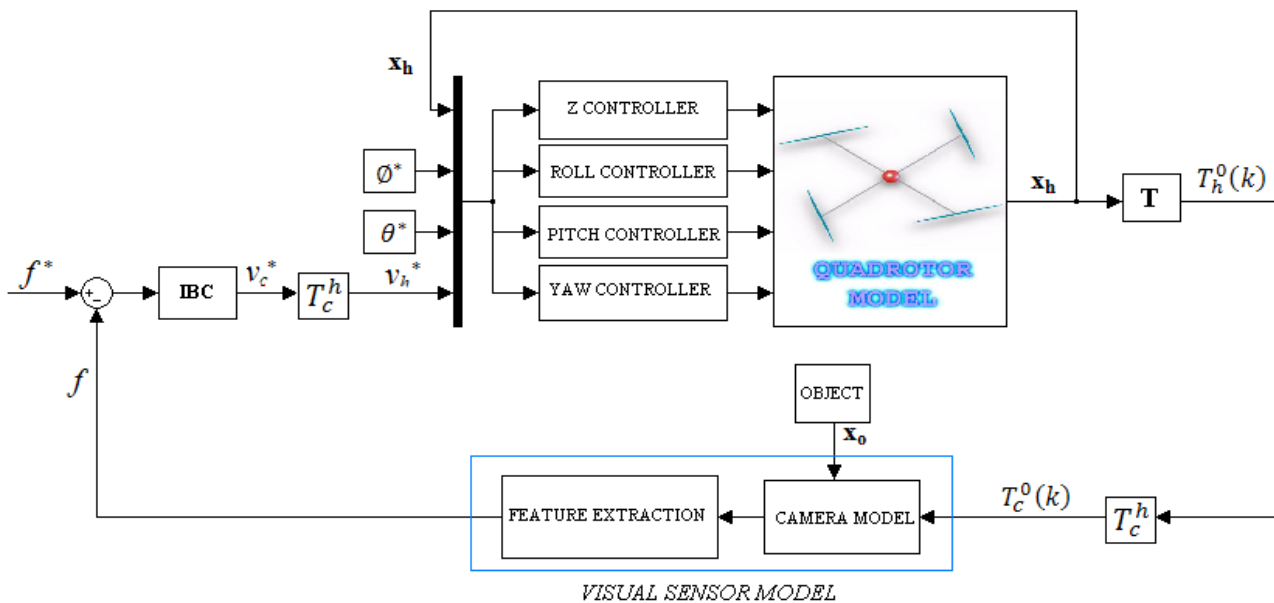 x_h
Z CONTROLLER
ø*
ROLL CONTROLLER
x_h
T
T_h^0(k)
θ*
PITCH CONTROLLER
f*
+
-
IBC
v_c*
T_c^h
v_h*
YAW CONTROLLER
QUADROTOR
MODEL
f
OBJECT
x_o
FEATURE EXTRACTION
CAMERA MODEL
T_c^0(k)
T_c^h
VISUAL SENSOR MODEL